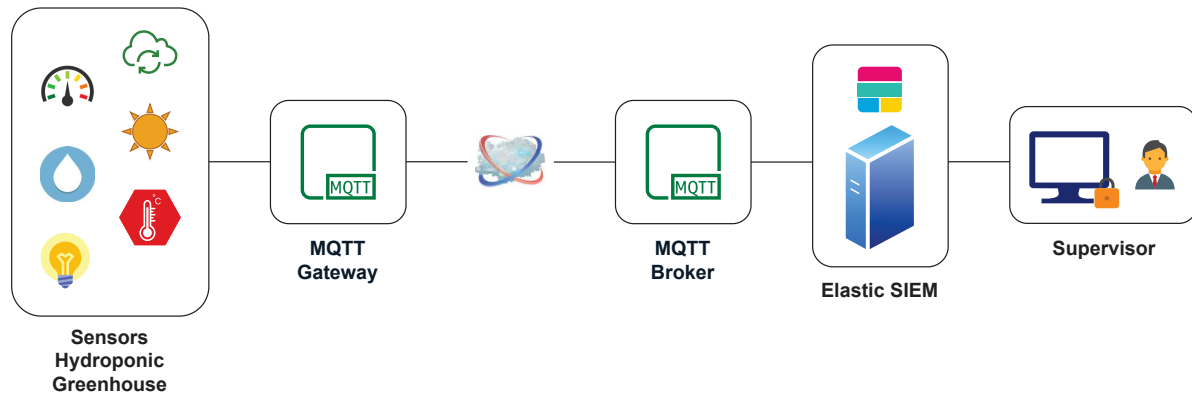 °C
MQTT
MQTT
MQTT
Gateway
MQTT
Broker
Elastic SIEM
Supervisor
Sensors
Hydroponic
Greenhouse